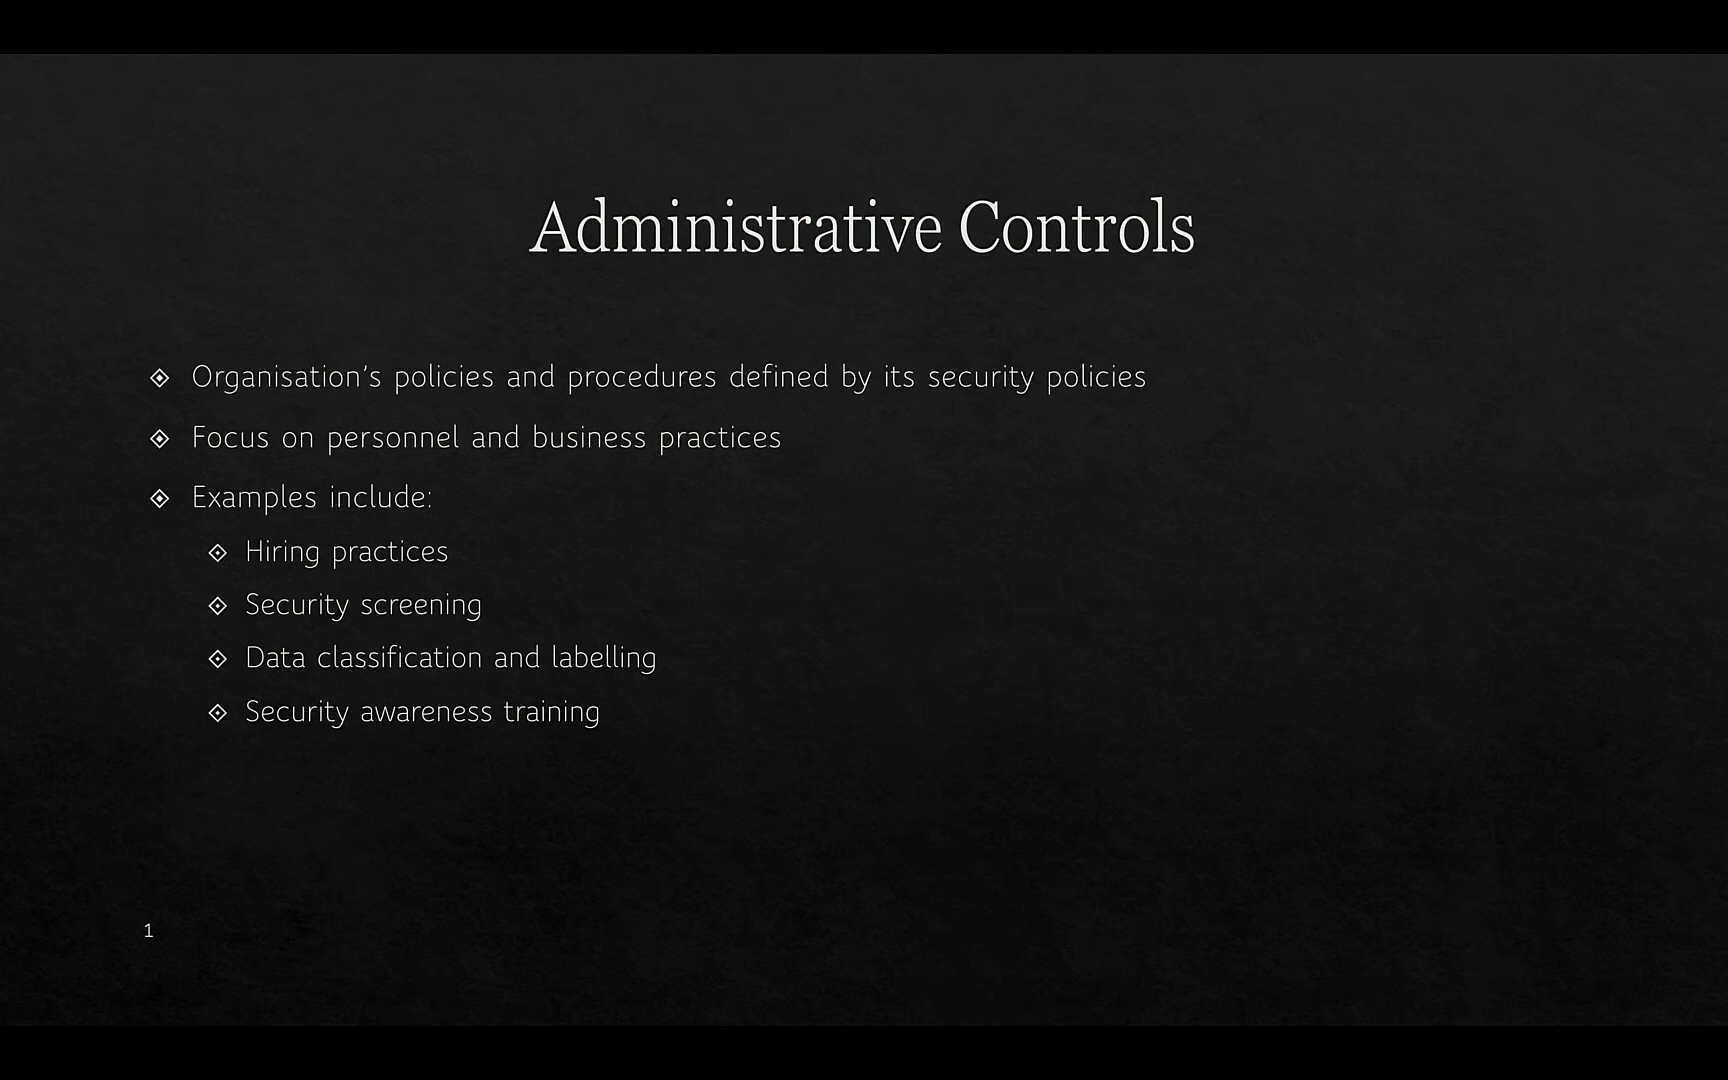 Administrative Controls
Organisation's policies and procedures defined by its security policies
Focus on personnel and business practices
Examples include:
Hiring practices
Security screening
Data classification and labelling
Security awareness training
1